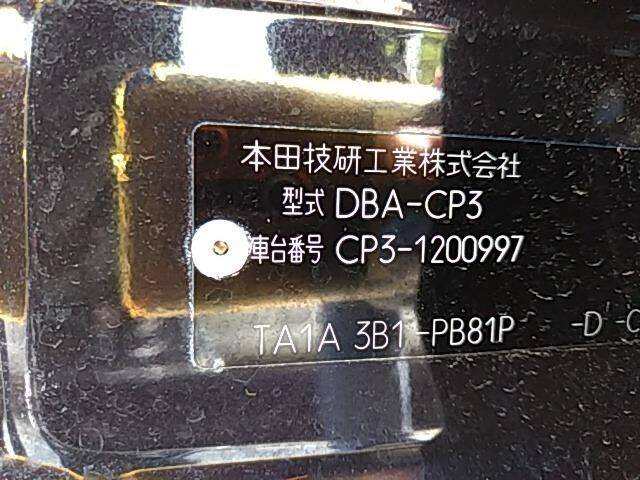 本田技研工業株式会社
型式 DBA-CP3
車台番号 CP3-1200997
TA1A 3B1-PB81P -D